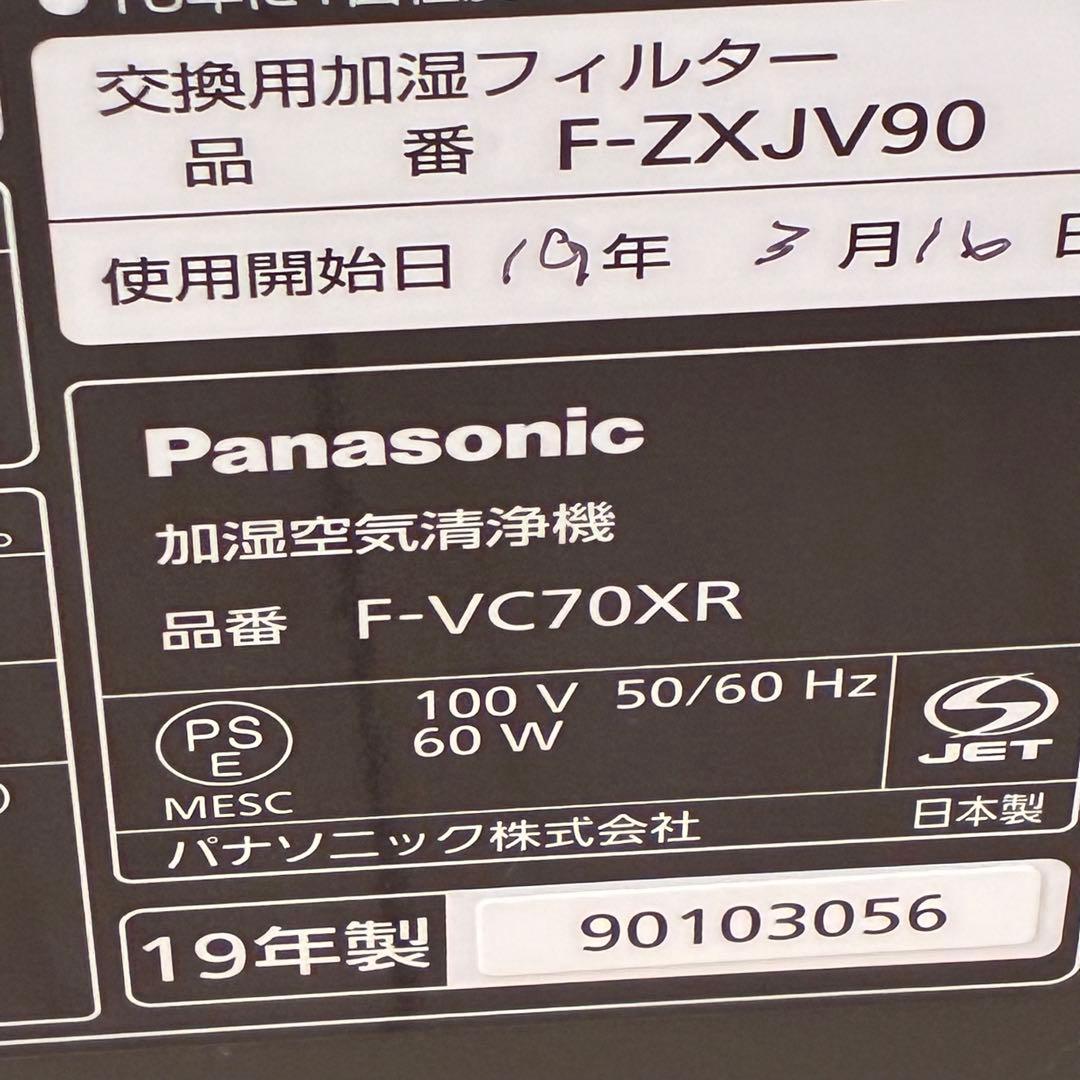 交換用加湿フィルター
品番 F-ZXJV90
使用開始日 19年 3月16日
Panasonic
加湿空気清浄機
品番 F-VC70XR
PS
E
MESC
100 V 50/60 Hz
60 W
JET
パナソニック株式会社
日本製
19年製
90103056